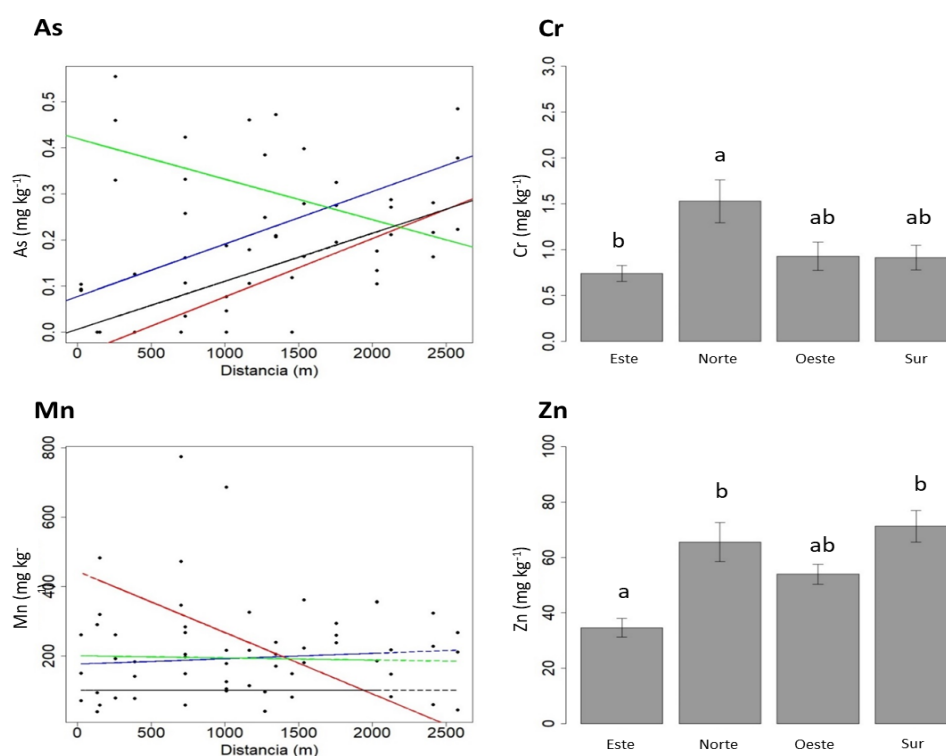 As
As (mg kg⁻¹)
0.5
0.4
0.3
0.2
0.1
0.0
0 500 1000 1500 2000 2500
Distancia (m)
Cr
Cr (mg kg⁻¹)
3.0
2.5
2.0
1.5
1.0
0.5
0.0
b a ab ab
Este Norte Oeste Sur
Mn
Mn (mg kg⁻
800
600
400
200
0 500 1000 1500 2000 2500
Distancia (m)
Zn
Zn (mg kg⁻¹)
100
80
60
40
20
0
a b ab b
Este Norte Oeste Sur